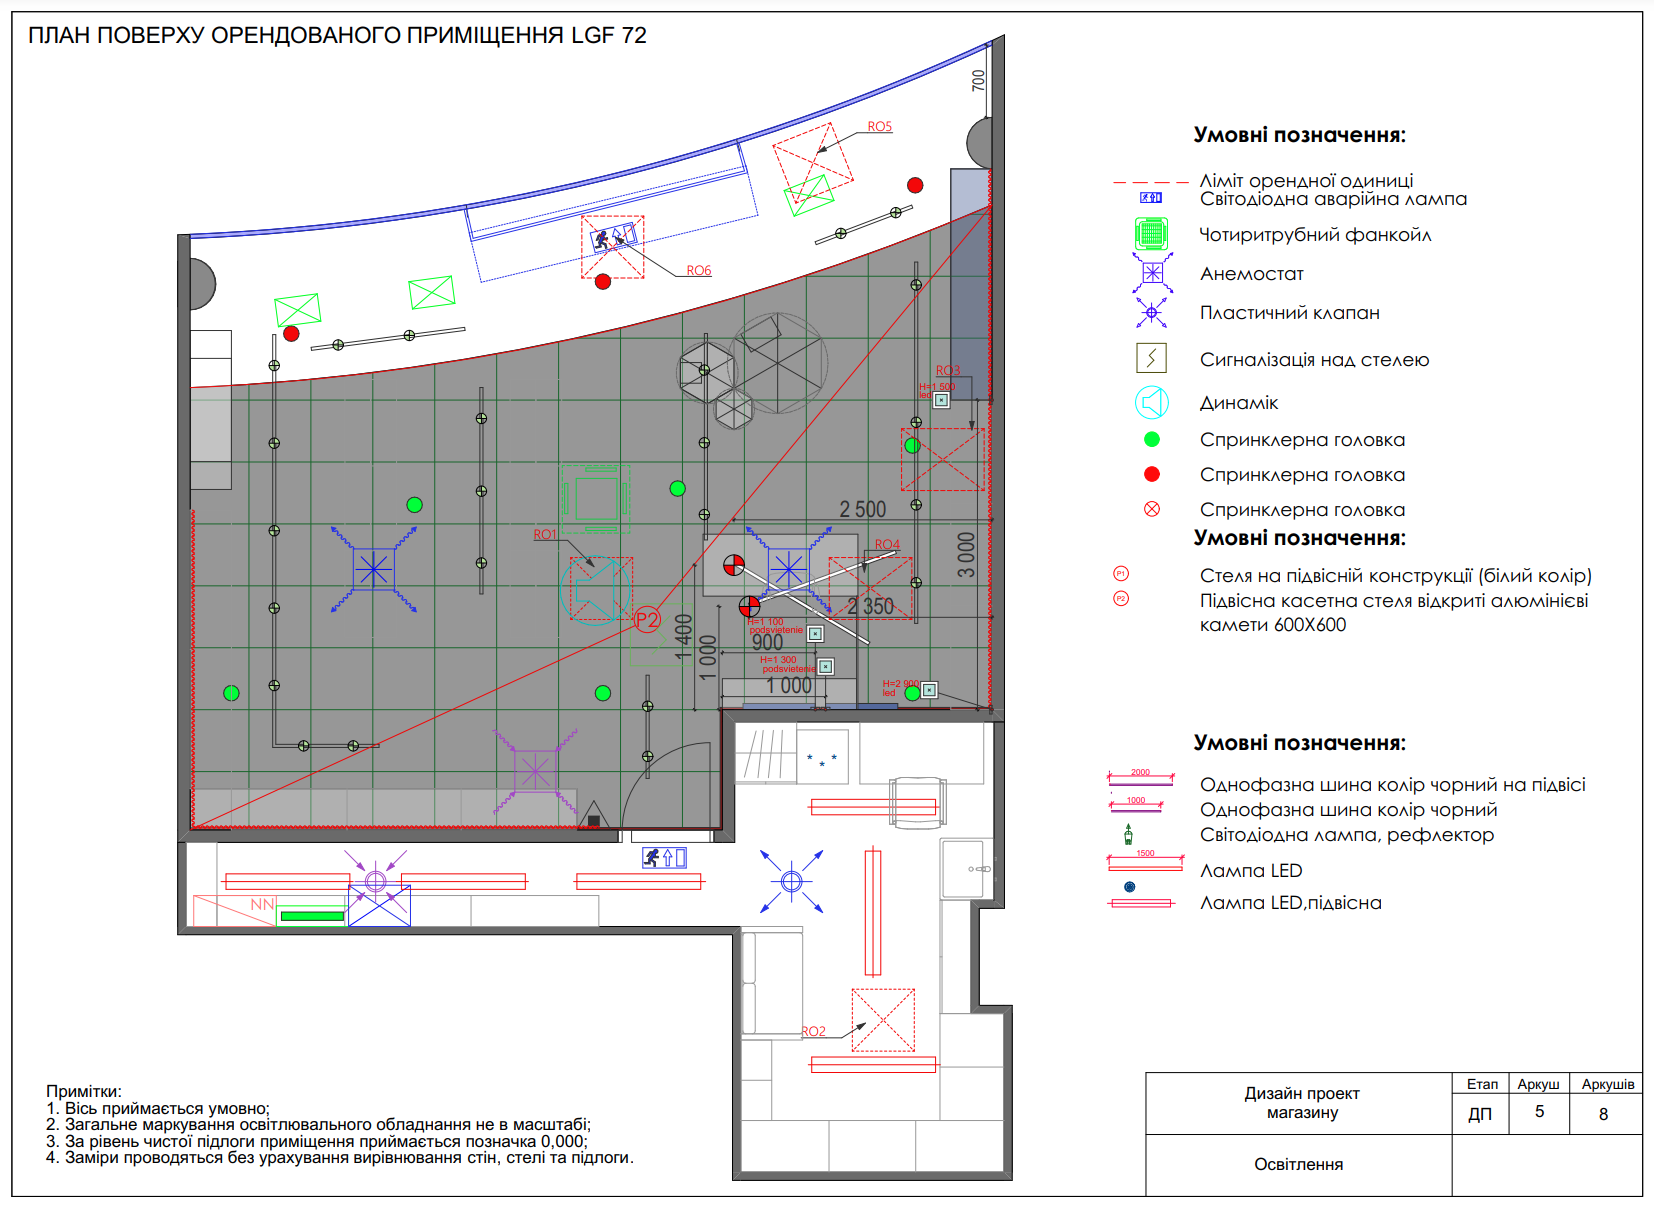 ПЛАН ПОВЕРХУ ОРЕНДОВАНОГО ПРИМІЩЕННЯ LGF 72
700
RO5
RO6
RO3
H=1 500
led
2 500
RO1
RO4
3 000
2 350
P2
1 400
1 000
H=1 100
podsvietenie
900
H=1 300
podsvietenie
1 000
H=2 900
led
NN
RO2
Умовні позначення:
Ліміт орендної одиниці
Світодіодна аварійна лампа
Чотиритрубний фанкойл
Анемостат
Пластичний клапан
Сигналізація над стелею
Динамік
Спринклерна головка
Спринклерна головка
Спринклерна головка
Умовні позначення:
P1
Стеля на підвісній конструкції (білий колір)
P2
Підвісна касетна стеля відкриті алюмінієві
камети 600X600
Умовні позначення:
2000
Однофазна шина колір чорний на підвісі
1000
Однофазна шина колір чорний
Світодіодна лампа, рефлектор
1500
Лампа LED
Лампа LED,підвісна
Примітки:
1. Вісь приймається умовно;
2. Загальне маркування освітлювального обладнання не в масштабі;
3. За рівень чистої підлоги приміщення приймається позначка 0,000;
4. Заміри проводяться без урахування вирівнювання стін, стелі та підлоги.
Дизайн проект
магазину
Етап
Аркуш
Аркушів
ДП
5
8
Освітлення